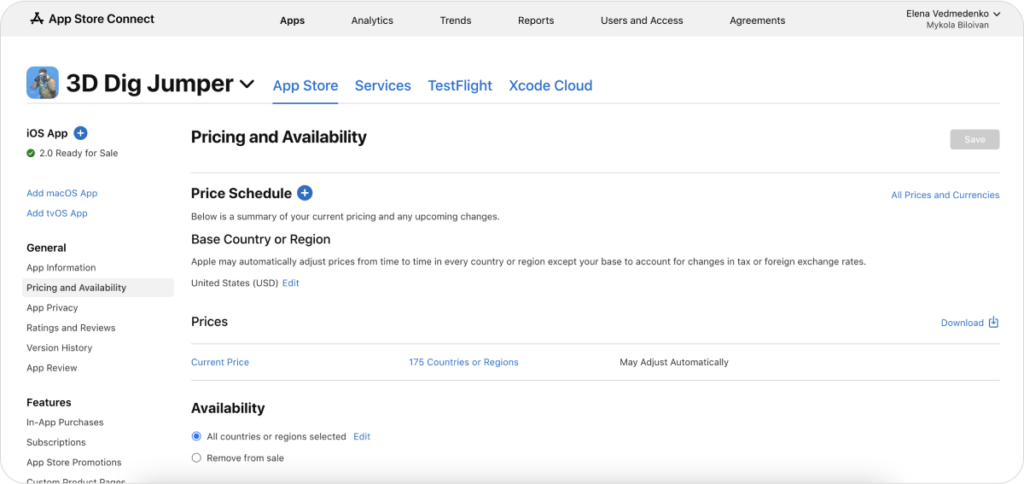 App Store Connect
Apps Analytics Trends Reports Users and Access Agreements
Elena Vedmedenko
Mykola Biloivan
3D Dig Jumper
App Store Services TestFlight Xcode Cloud
iOS App
2.0 Ready for Sale
Add macOS App
Add tvOS App
General
App Information
Pricing and Availability
App Privacy
Ratings and Reviews
Version History
App Review
Features
In-App Purchases
Subscriptions
App Store Promotions
Custom Product Pages
Pricing and Availability
Save
Price Schedule
All Prices and Currencies
Below is a summary of your current pricing and any upcoming changes.
Base Country or Region
Apple may automatically adjust prices from time to time in every country or region except your base to account for changes in tax or foreign exchange rates.
United States (USD) Edit
Prices
Download
Current Price 175 Countries or Regions May Adjust Automatically
Availability
All countries or regions selected Edit
Remove from sale